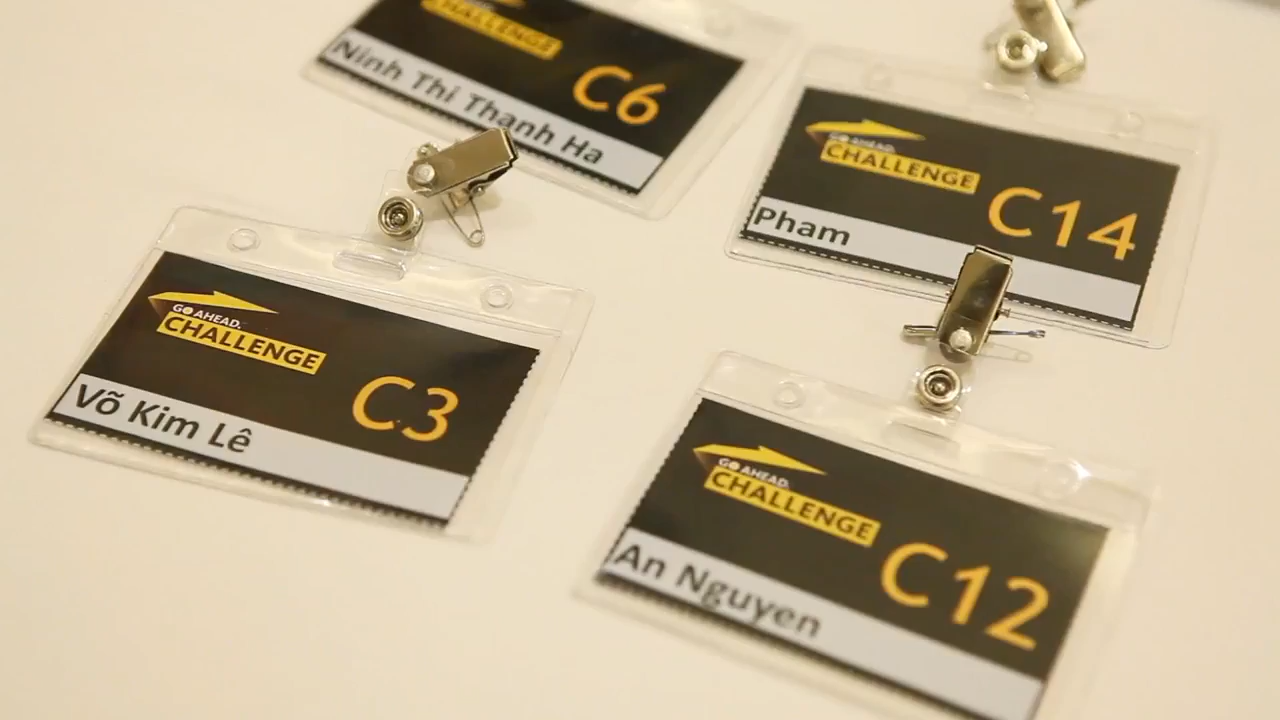 CHALLENGE
C6
Ninh Thi Thanh Ha
GO AHEAD.
CHALLENGE
C14
Pham
GO AHEAD.
CHALLENGE
C3
Võ Kim Lê
GO AHEAD.
CHALLENGE
C12
An Nguyen